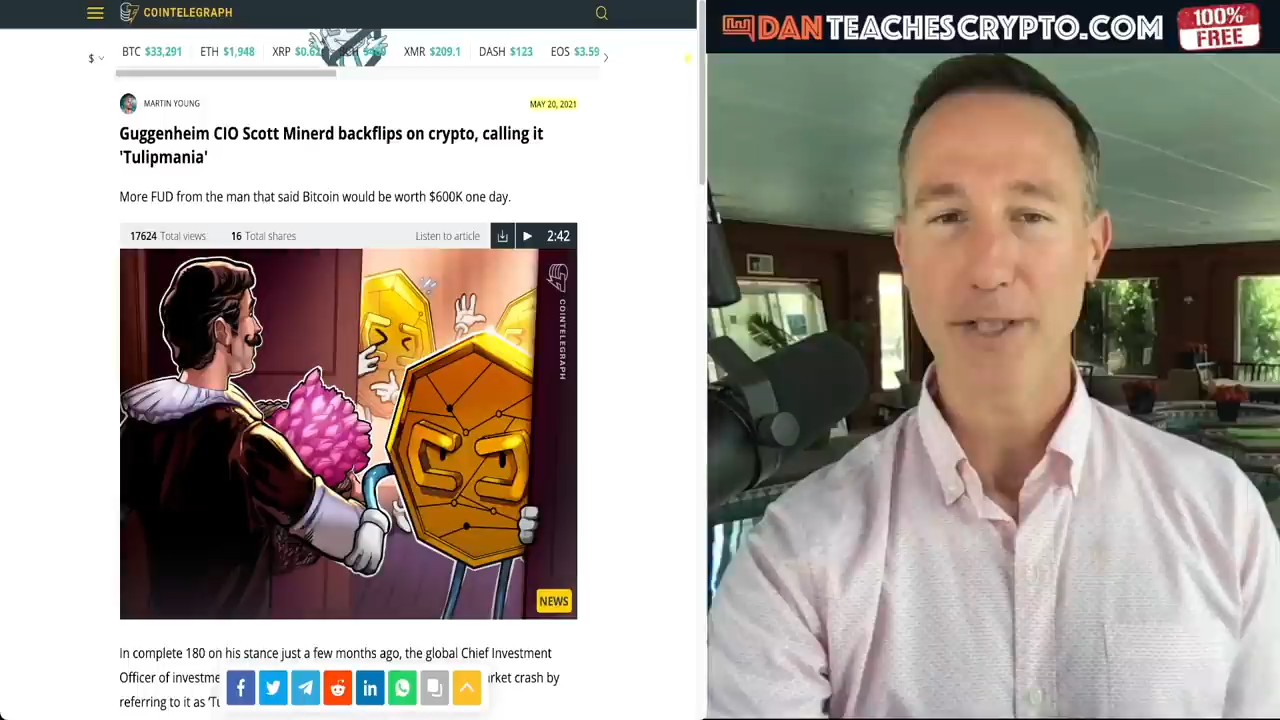 COINTELEGRAPH
$
BTC $33,291 ETH $1,948 XRP XMR $209.1 DASH $123 EOS $3.59
MARTIN YOUNG
MAY 20, 2021
Guggenheim CIO Scott Minerd backflips on crypto, calling it
'Tulipmania'
More FUD from the man that said Bitcoin would be worth $600K one day.
17624 Total views 16 Total shares Listen to article 2:42
COINTELEGRAPH
NEWS
In complete 180 on his stance just a few months ago, the global Chief Investment
Officer of rket crash by
referring to it as
DANTEACHESCRYPTO.COM
100%
FREE